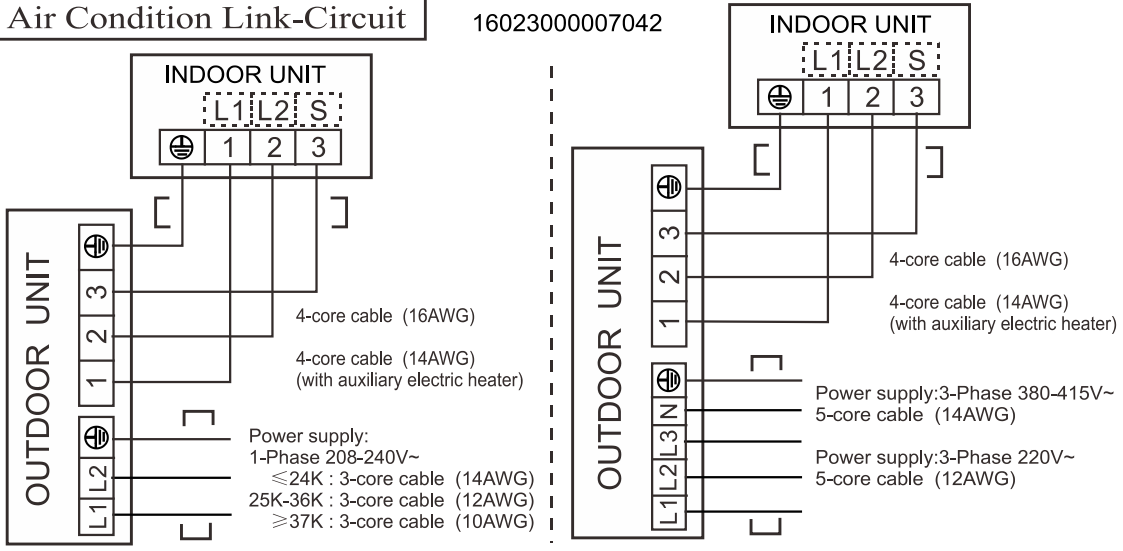 Air Condition Link-Circuit
16023000007042
INDOOR UNIT
L1 L2 S
1 2 3
OUTDOOR UNIT
3
2
1
L2
L1
4-core cable (16AWG)
4-core cable (14AWG)
(with auxiliary electric heater)
Power supply:
1-Phase 208-240V~
≤24K : 3-core cable (14AWG)
25K-36K : 3-core cable (12AWG)
≥37K : 3-core cable (10AWG)
INDOOR UNIT
L1 L2 S
1 2 3
OUTDOOR UNIT
3
2
1
N
L3
L2
L1
4-core cable (16AWG)
4-core cable (14AWG)
(with auxiliary electric heater)
Power supply:3-Phase 380-415V~
5-core cable (14AWG)
Power supply:3-Phase 220V~
5-core cable (12AWG)